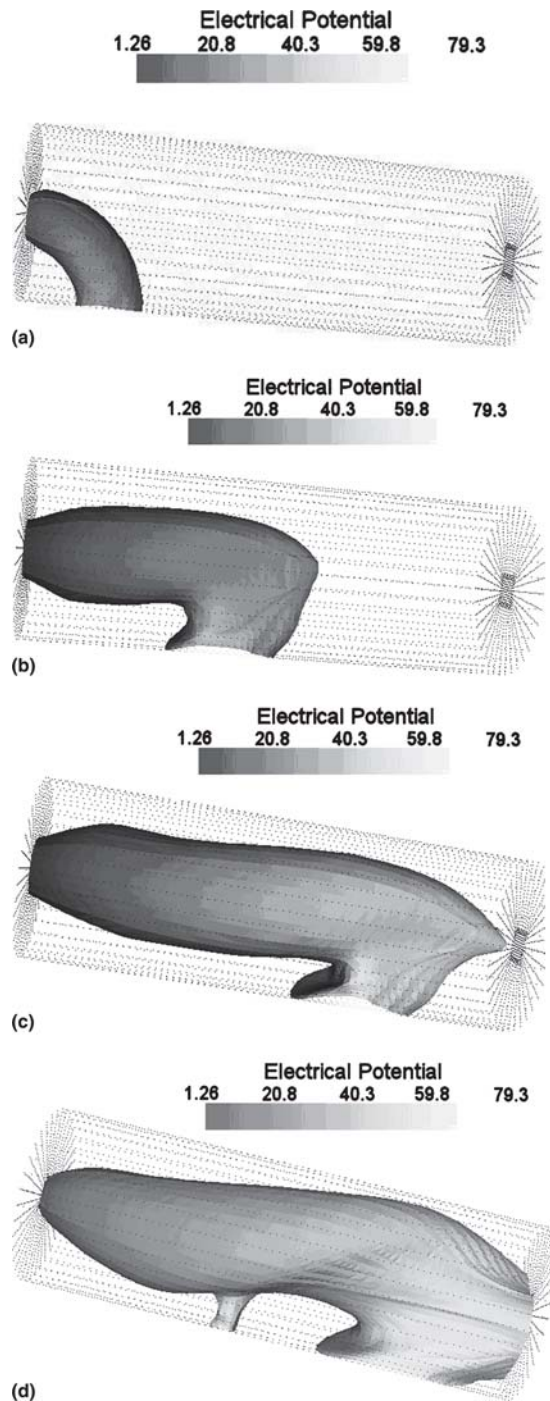 Electrical Potential
1.26 20.8 40.3 59.8 79.3
(a)
Electrical Potential
1.26 20.8 40.3 59.8 79.3
(b)
Electrical Potential
1.26 20.8 40.3 59.8 79.3
(c)
Electrical Potential
1.26 20.8 40.3 59.8 79.3
(d)